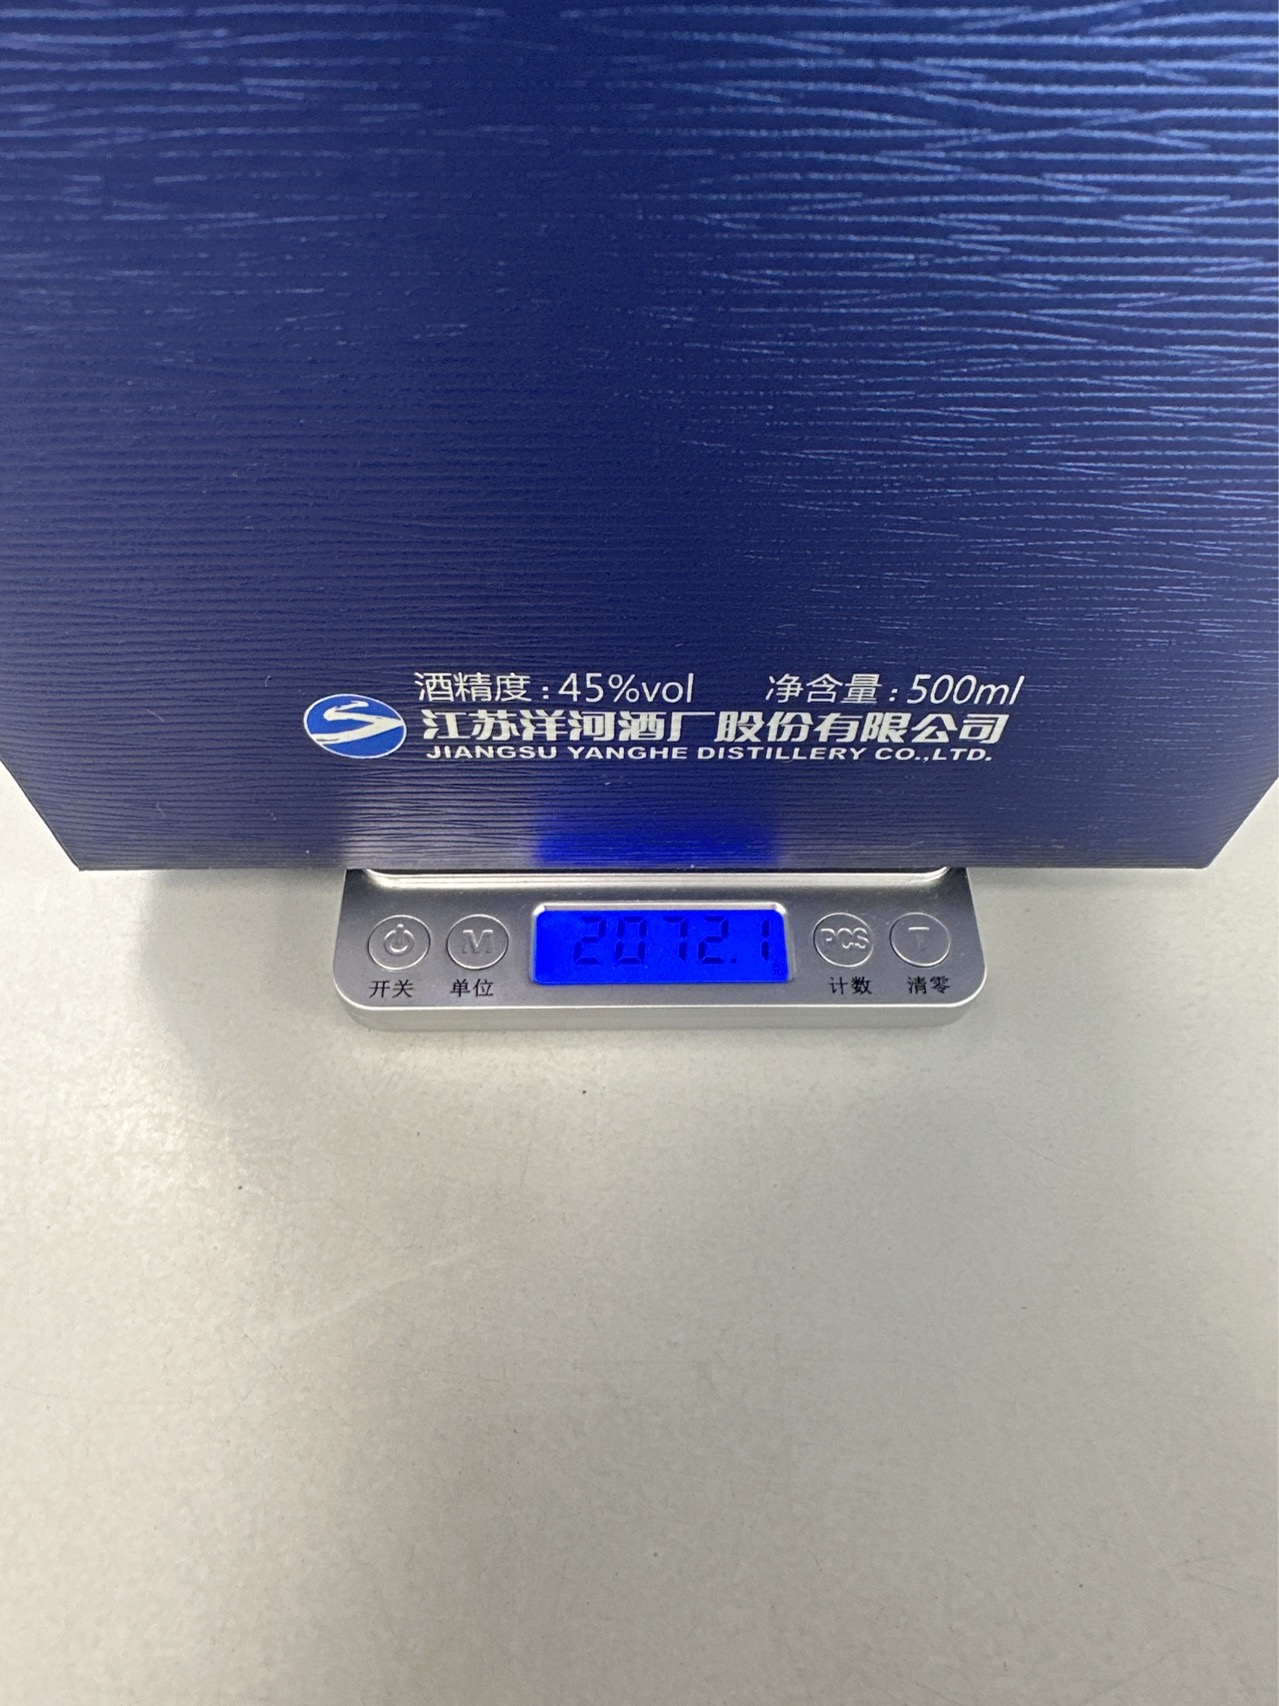 酒精度:45%vol 净含量:500ml
江苏洋河酒厂股份有限公司
JIANGSU YANGHE DISTILLERY CO.,LTD.
M 2072.1 PCS T
开关 单位 计数 清零